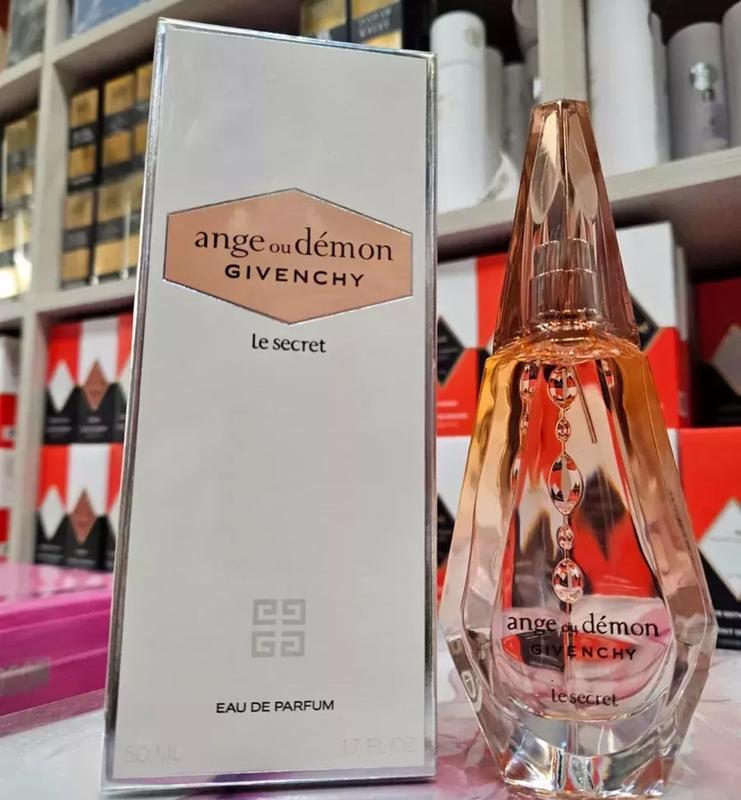 ange ou démon
GIVENCHY
le secret
EAU DE PARFUM
50 ML
1.7 FL.OZ
ange ou démon
GIVENCHY
le secret